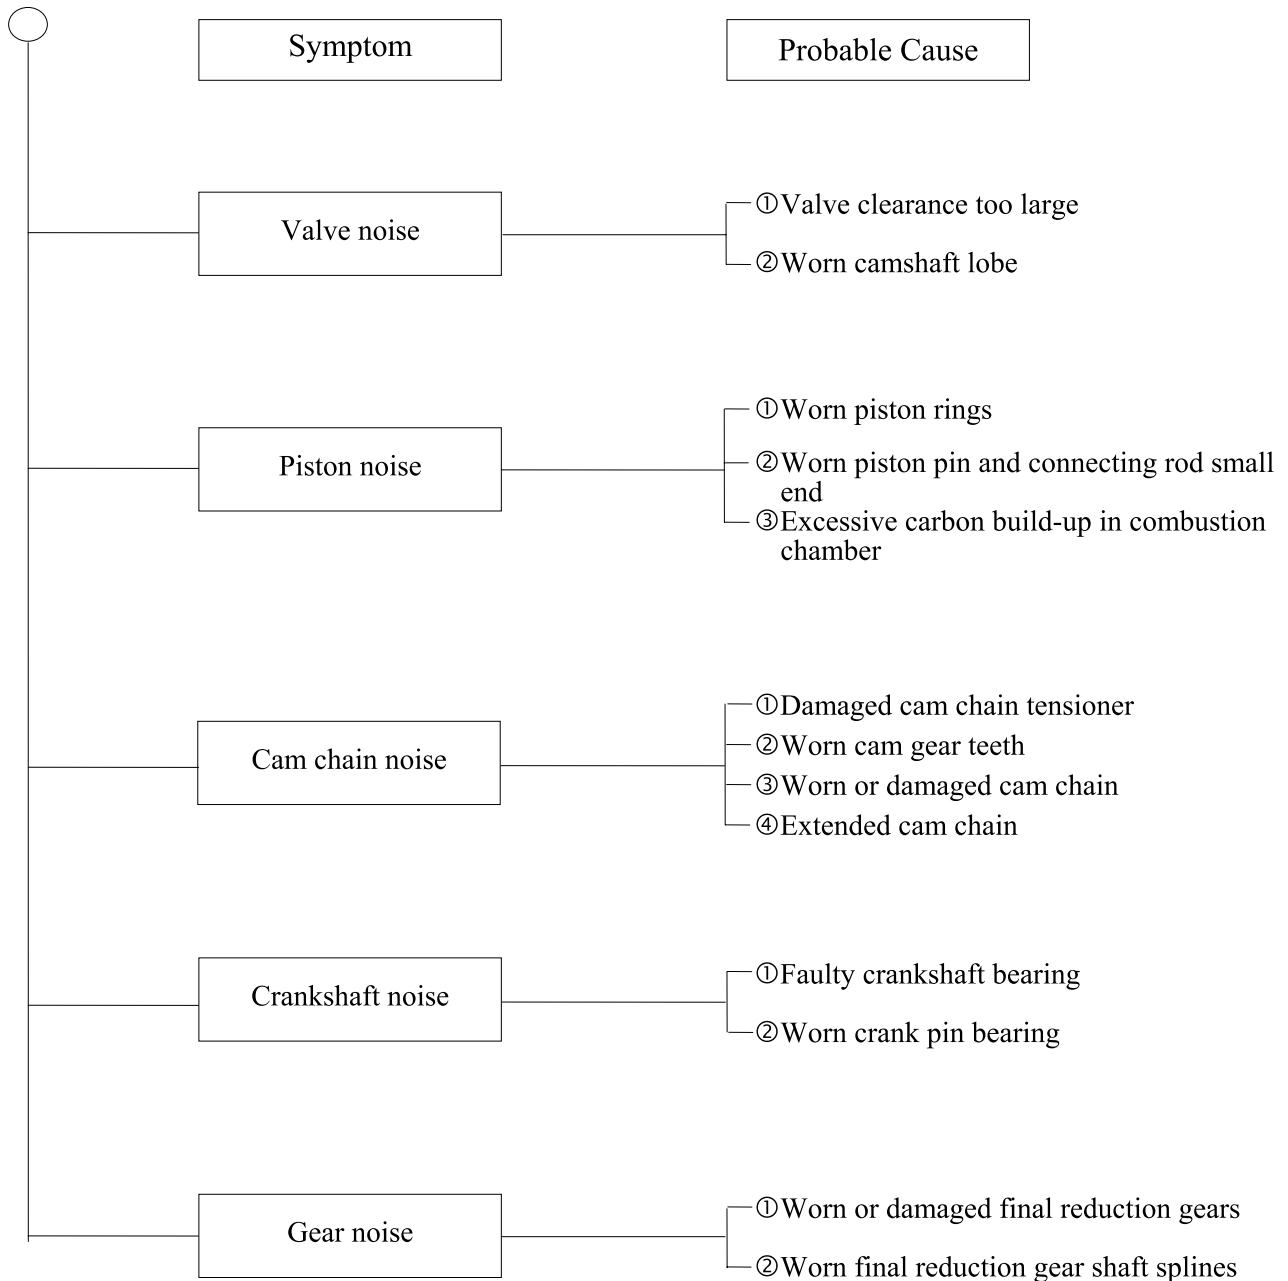 Symptom
Probable Cause
Valve noise
①Valve clearance too large
②Worn camshaft lobe
Piston noise
①Worn piston rings
②Worn piston pin and connecting rod small
end
③Excessive carbon build-up in combustion
chamber
Cam chain noise
①Damaged cam chain tensioner
②Worn cam gear teeth
③Worn or damaged cam chain
④Extended cam chain
Crankshaft noise
①Faulty crankshaft bearing
②Worn crank pin bearing
Gear noise
①Worn or damaged final reduction gears
②Worn final reduction gear shaft splines